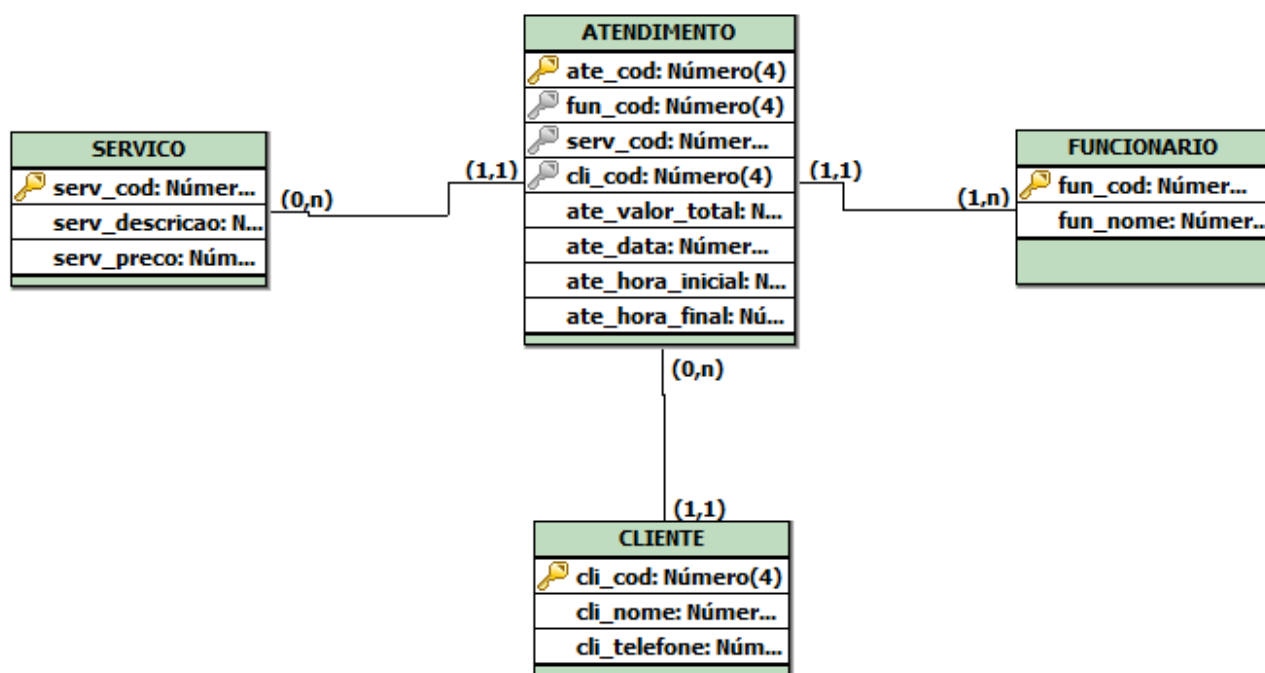 ATENDIMENTO
ate_cod: Número(4)
fun_cod: Número(4)
serv_cod: Númer...
cli_cod: Número(4)
ate_valor_total: N...
ate_data: Númer...
ate_hora_inicial: N...
ate_hora_final: Nú...
SERVICO
serv_cod: Númer...
serv_descricao: N...
serv_preco: Núm...
(0,n)
(1,1)
(1,1)
(1,n)
FUNCIONARIO
fun_cod: Númer...
fun_nome: Númer...
(0,n)
(1,1)
CLIENTE
cli_cod: Número(4)
cli_nome: Númer...
cli_telefone: Núm...